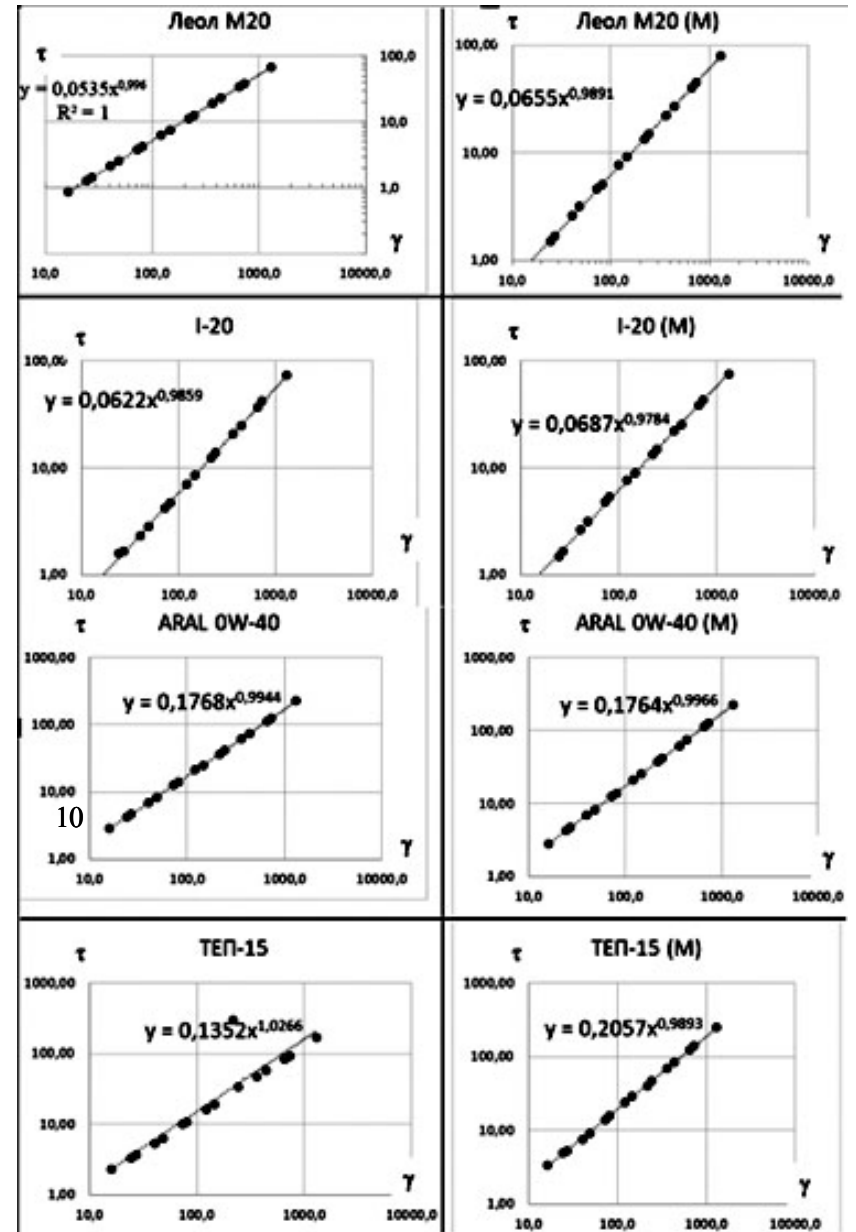 Леол М20
τ
100,0
y = 0,0535x^0,996
R² = 1
10,0
1,0
γ
10,0 100,0 1000,0 10000,0
Леол М20 (М)
τ
100,00
y = 0,0655x^0,9891
10,00
1,00
γ
10,0 100,0 1000,0 10000,0
І-20
τ
100,00
y = 0,0622x^0,9859
10,00
γ
1,00
10,0 100,0 1000,0 10000,0
І-20 (М)
τ
100,00
y = 0,0687x^0,9784
10,00
γ
1,00
10,0 100,0 1000,0 10000,0
ARAL 0W-40
τ
1000,00
y = 0,1768x^0,9944
100,00
10,00
10
γ
1,00
10,0 100,0 1000,0 10000,0
ARAL 0W-40 (М)
τ
1000,00
y = 0,1764x^0,9966
100,00
10,00
γ
1,00
10,0 100,0 1000,0 10000,0
ТЕП-15
τ
1000,00
y = 0,1352x^1,0266
100,00
10,00
1,00
γ
10,0 100,0 1000,0 10000,0
ТЕП-15 (М)
τ
1000,00
y = 0,2057x^0,9893
100,00
10,00
1,00
γ
10,0 100,0 1000,0 10000,0